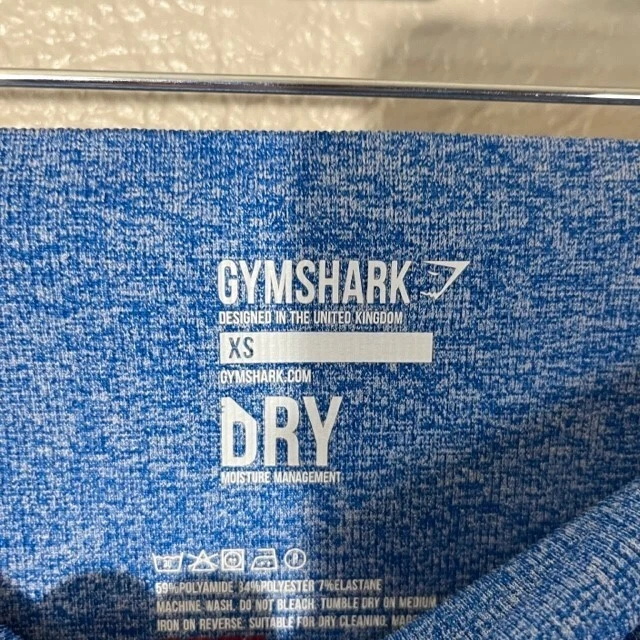 GYMSHARK
DESIGNED IN THE UNITED KINGDOM
XS
GYMSHARK.COM
DRY
MOISTURE MANAGEMENT
59%POLYAMIDE 34%POLYESTER 7%ELASTANE
MACHINE WASH. DO NOT BLEACH. TUMBLE DRY ON MEDIUM
IRON ON REVERSE. SUITABLE FOR DRY CLEANING.